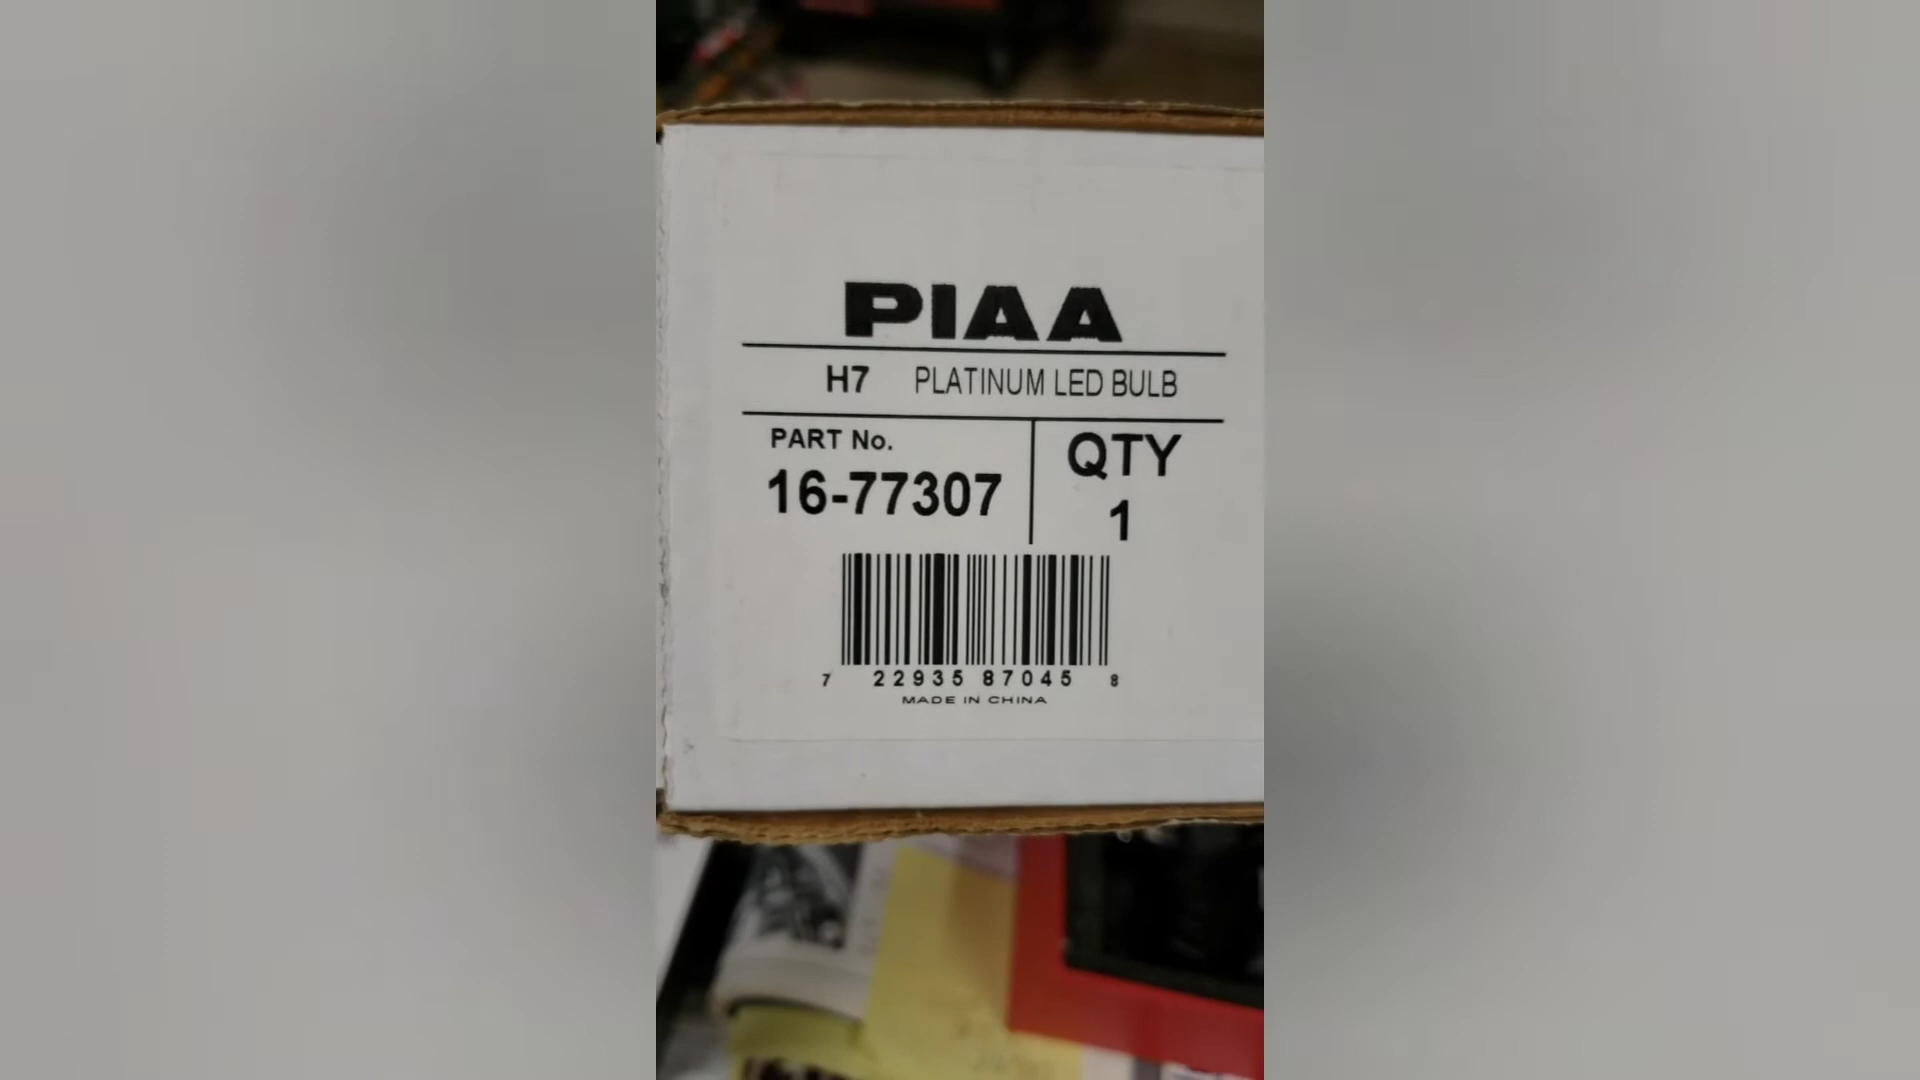 PIAA
H7 PLATINUM LED BULB
PART No.
16-77307
QTY
1
7 22935 87045 8
MADE IN CHINA